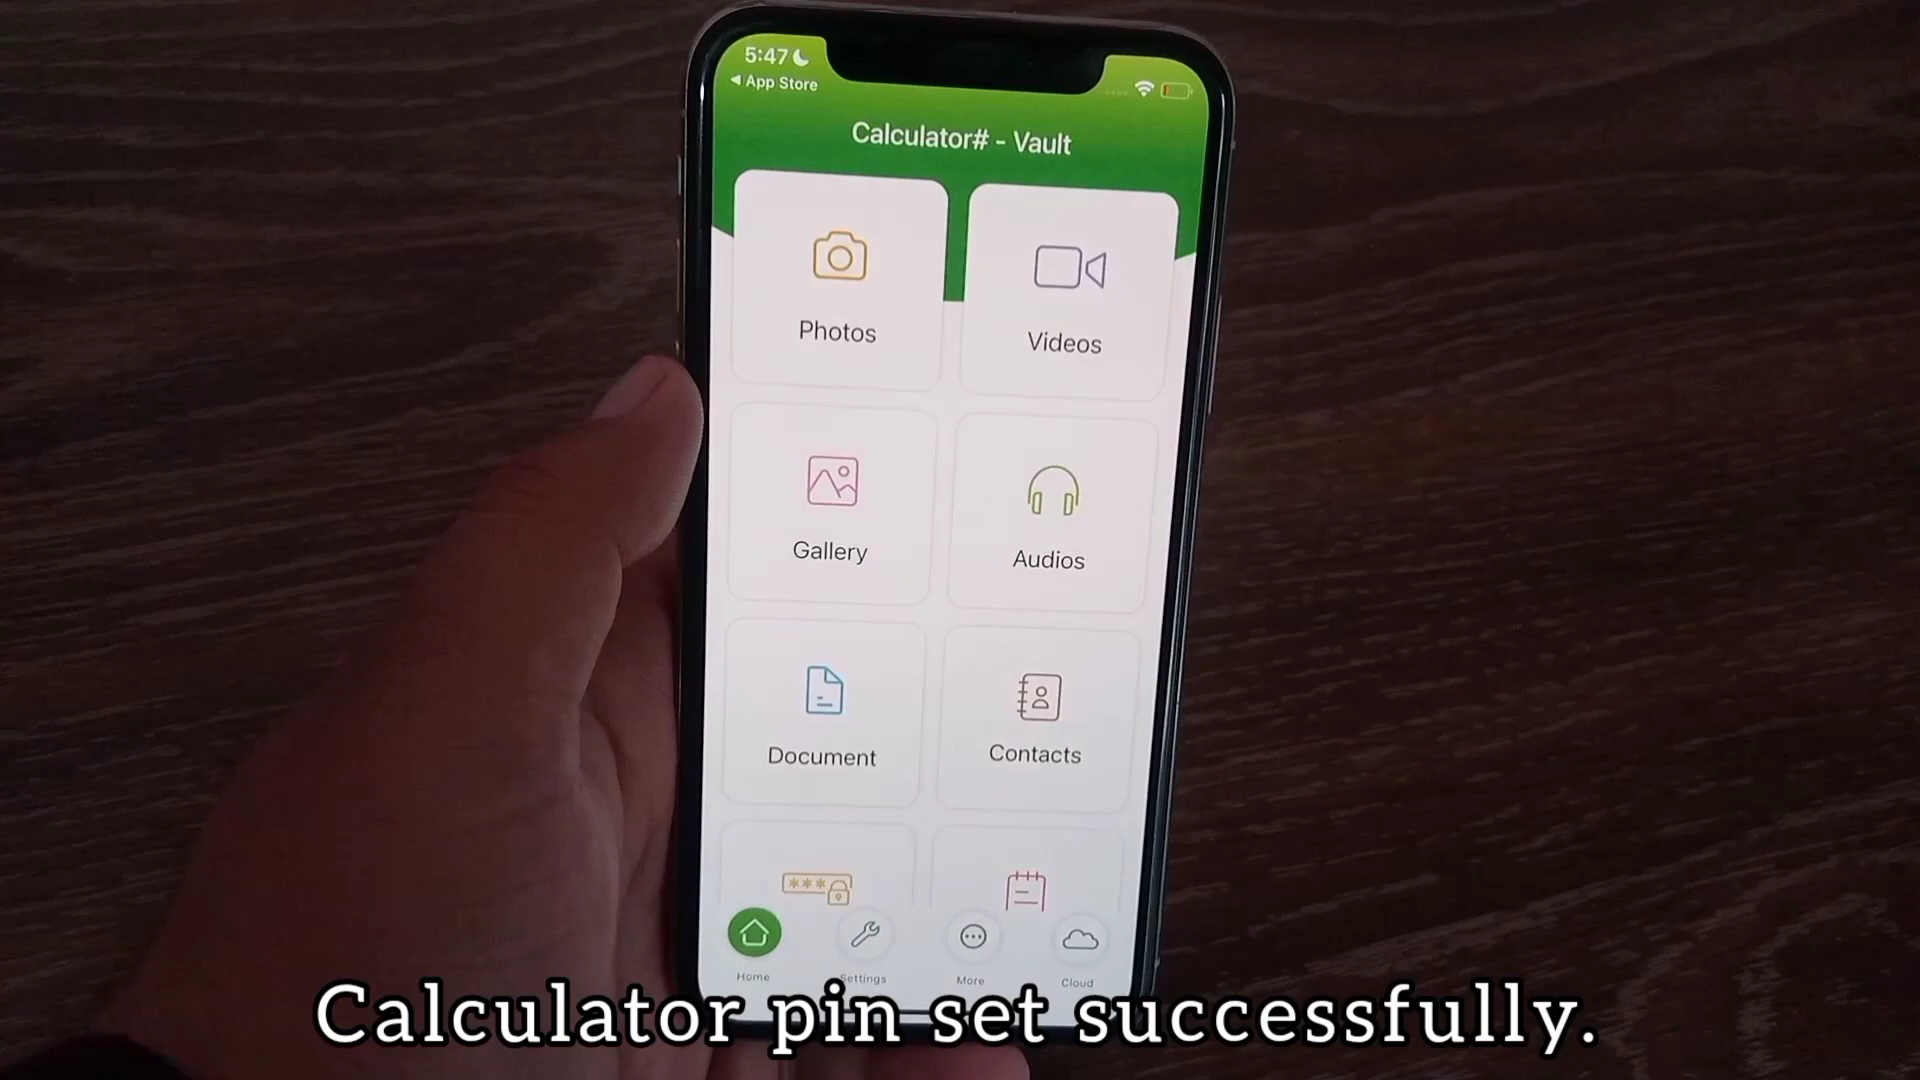 5:47
◀ App Store
Calculator# - Vault
Photos
Videos
Gallery
Audios
Document
Contacts
***
Home
Settings
More
Cloud
Calculator pin set successfully.